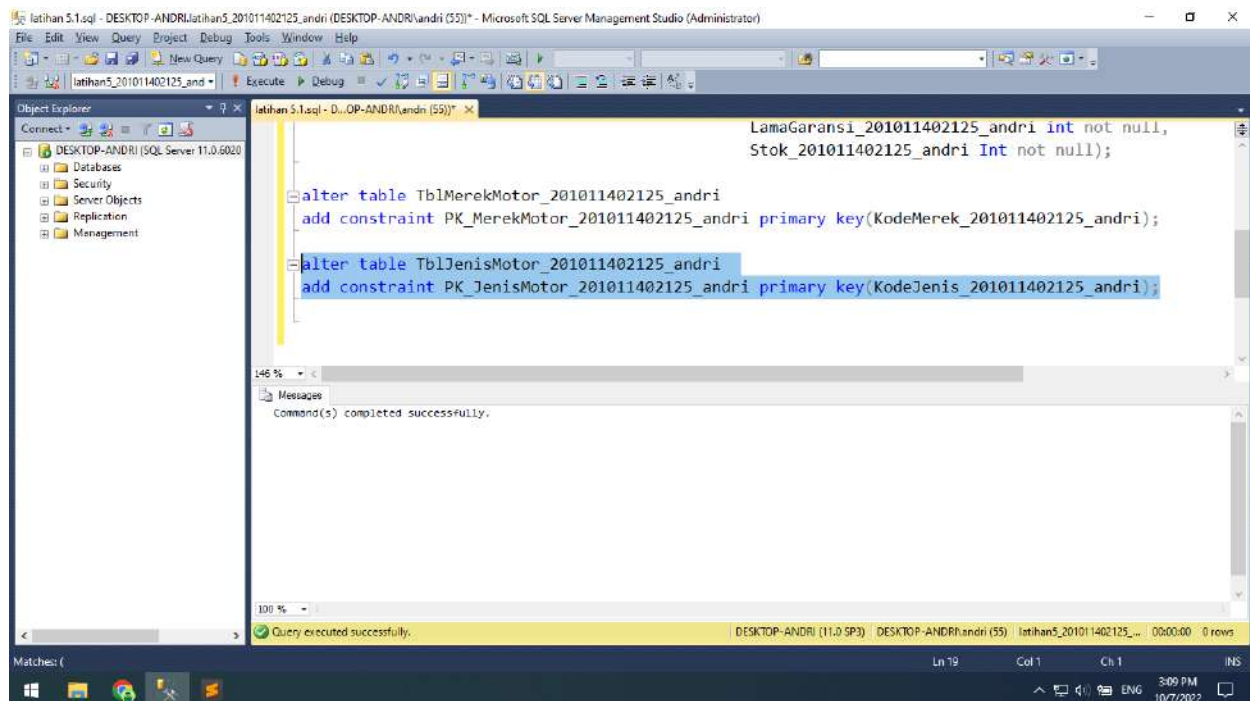 latihan 5.1.sql - DESKTOP-ANDRI.latihan5_201011402125_andri (DESKTOP-ANDRI\andri (55))* - Microsoft SQL Server Management Studio (Administrator)
File Edit View Query Project Debug Tools Window Help
New Query
latihan5_201011402125_and Execute Debug
Object Explorer
latihan 5.1.sql - D...OP-ANDRI\andri (55))*
Connect
DESKTOP-ANDRI (SQL Server 11.0.6020
Databases
Security
Server Objects
Replication
Management
LamaGaransi_201011402125_andri int not null,
Stok_201011402125_andri Int not null);
alter table TblMerekMotor_201011402125_andri
add constraint PK_MerekMotor_201011402125_andri primary key(KodeMerek_201011402125_andri);
alter table TblJenisMotor_201011402125_andri
add constraint PK_JenisMotor_201011402125_andri primary key(KodeJenis_201011402125_andri);
146 %
Messages
Command(s) completed successfully.
100 %
Query executed successfully. DESKTOP-ANDRI (11.0 SP3) DESKTOP-ANDRI\andri (55) latihan5_201011402125_... 00:00:00 0 rows
Matches: ( Ln 19 Col 1 Ch 1 INS
ENG 3:09 PM
10/7/2022